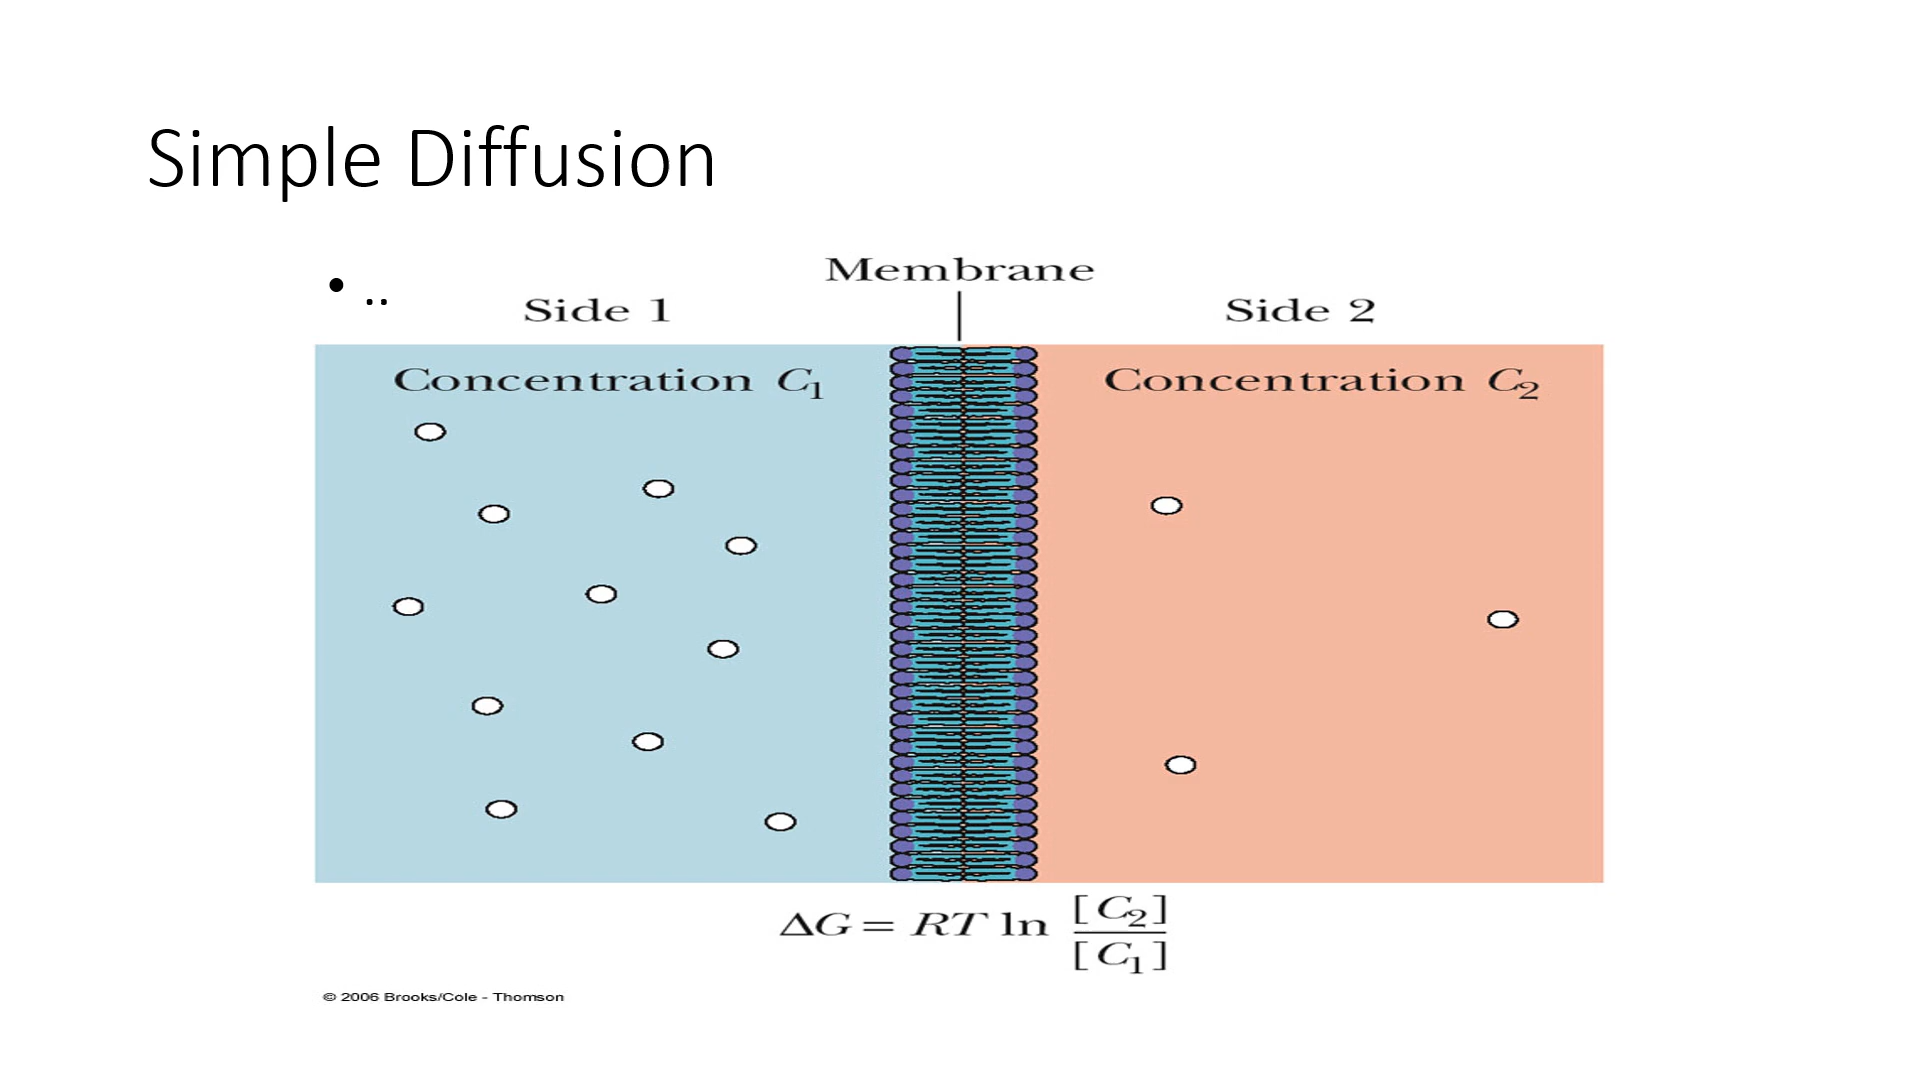 Simple Diffusion
• ..
Membrane
Side 1
Side 2
Concentration C₁
Concentration C₂
ΔG = RT ln [C₂]
[C₁]
© 2006 Brooks/Cole - Thomson